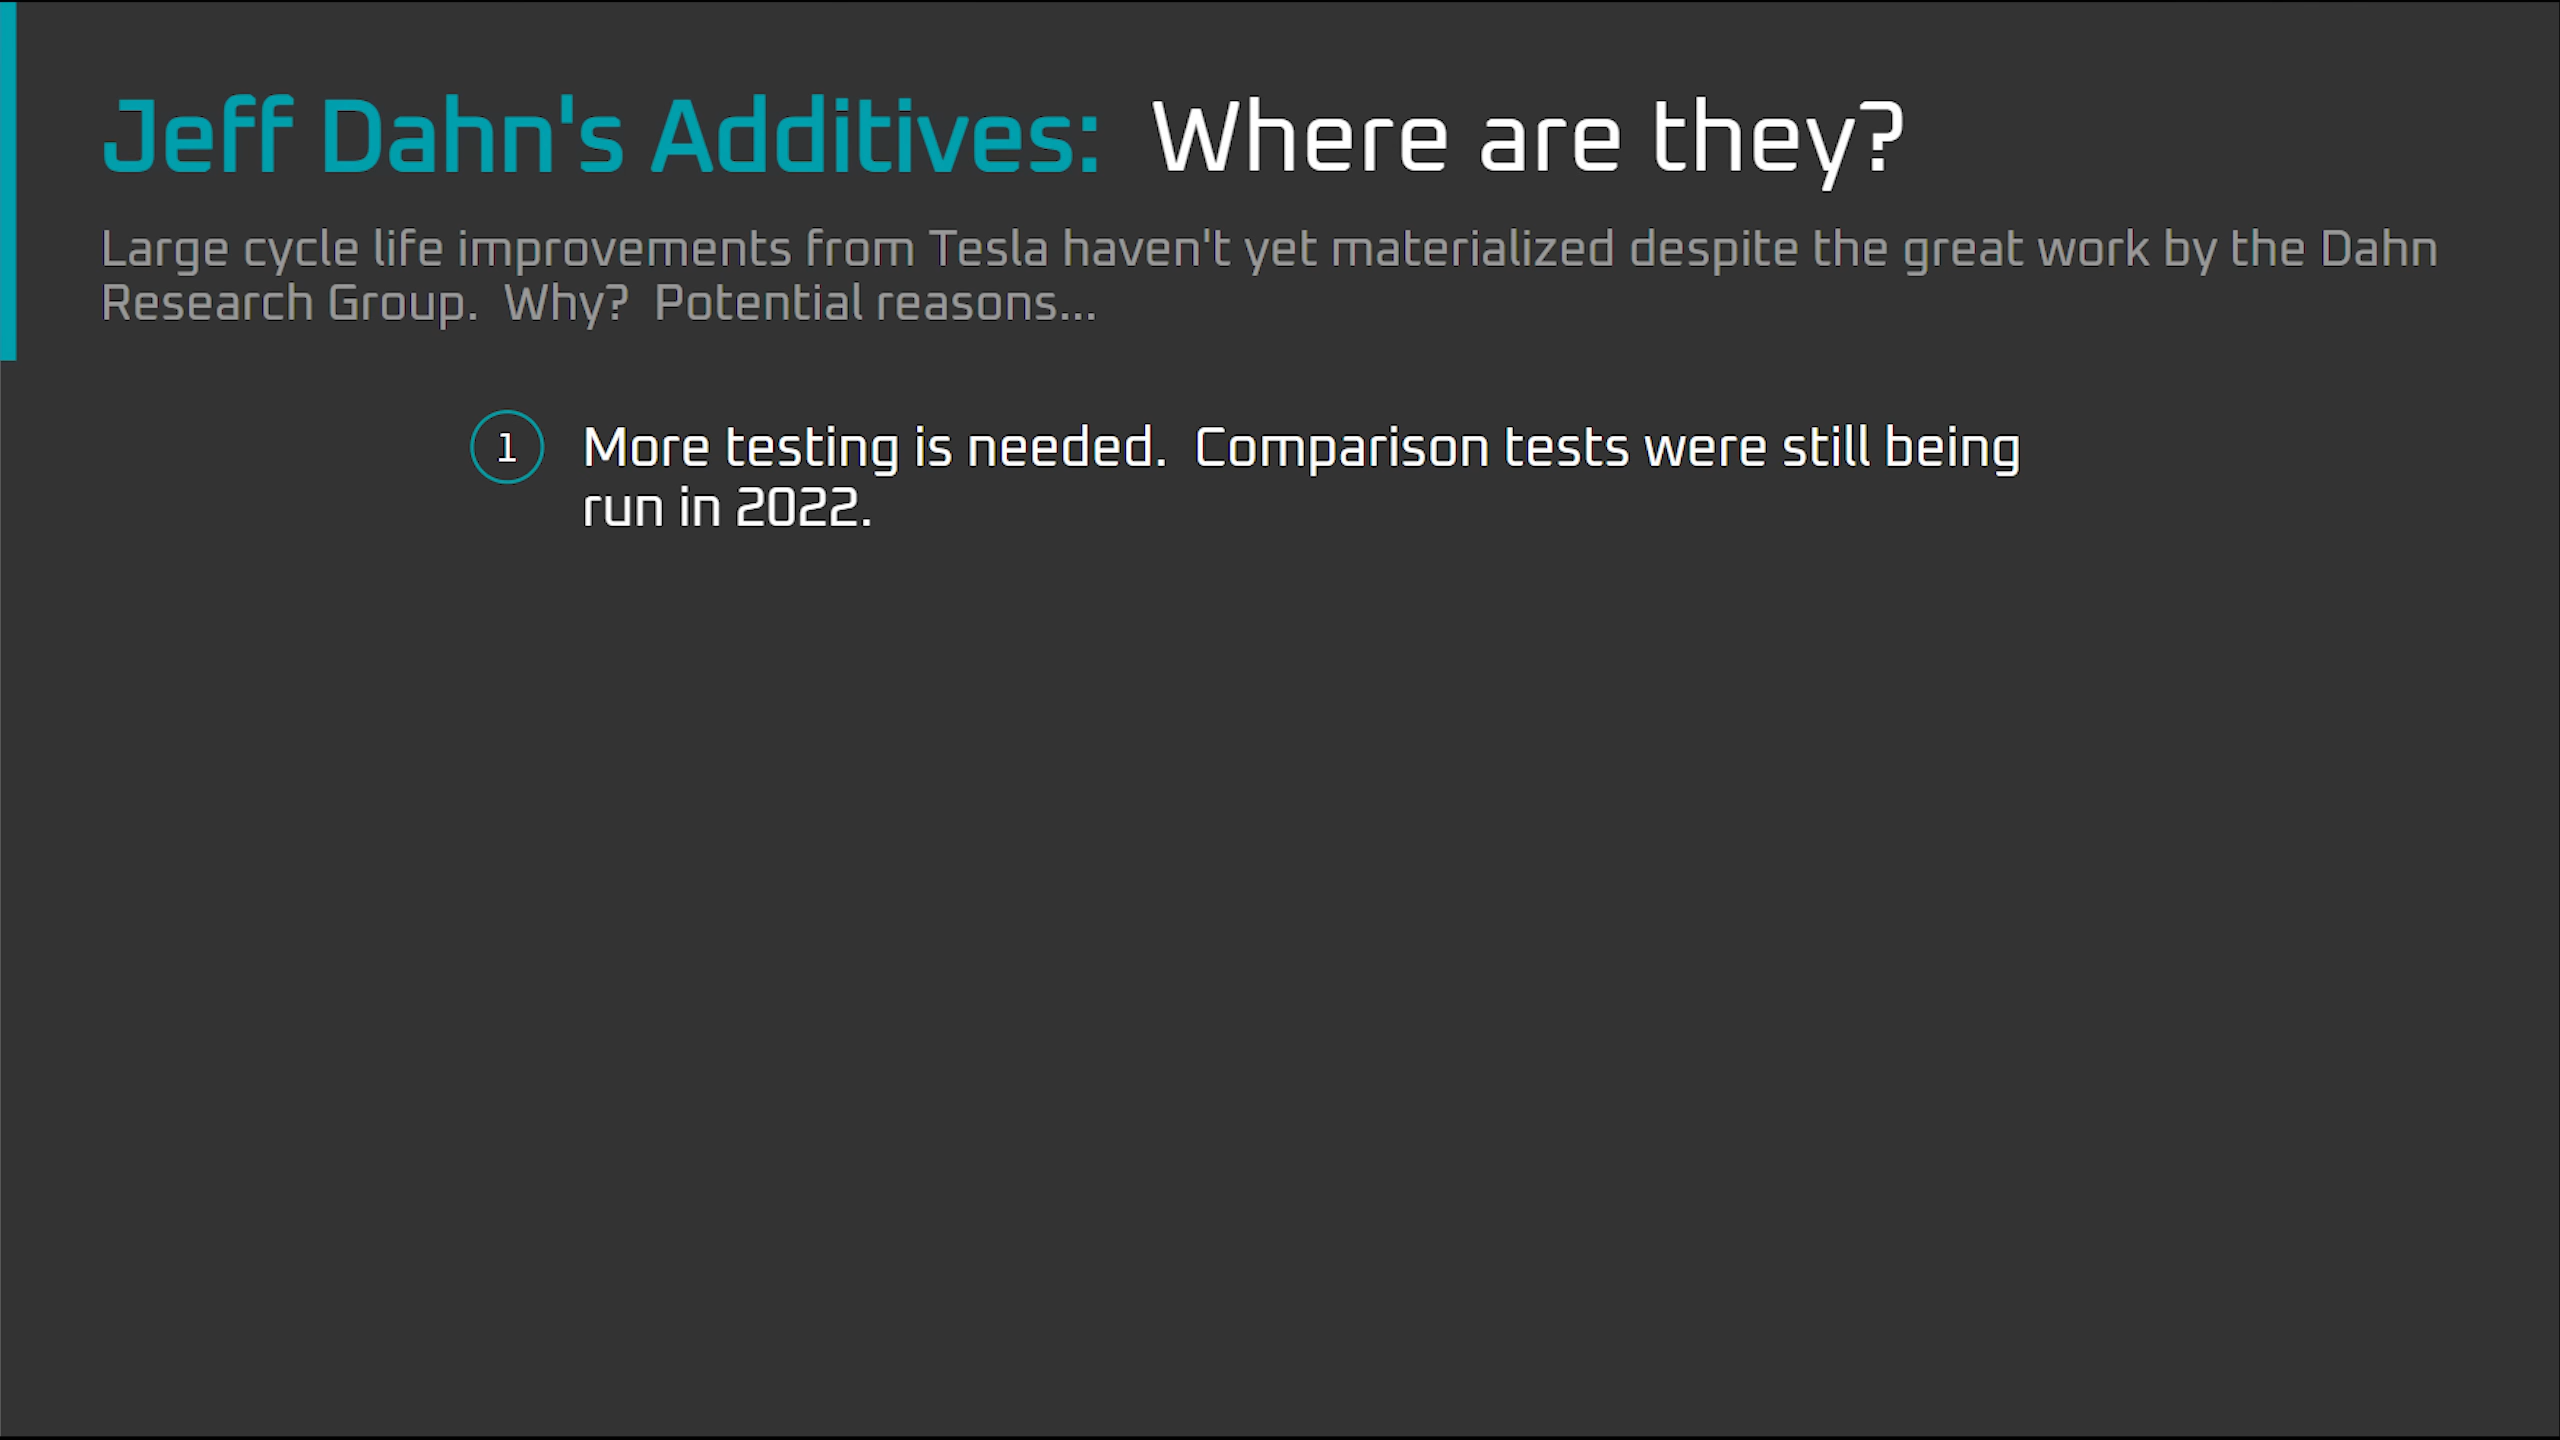 Jeff Dahn's Additives: Where are they?
Large cycle life improvements from Tesla haven't yet materialized despite the great work by the Dahn
Research Group. Why? Potential reasons...
1 More testing is needed. Comparison tests were still being
run in 2022.